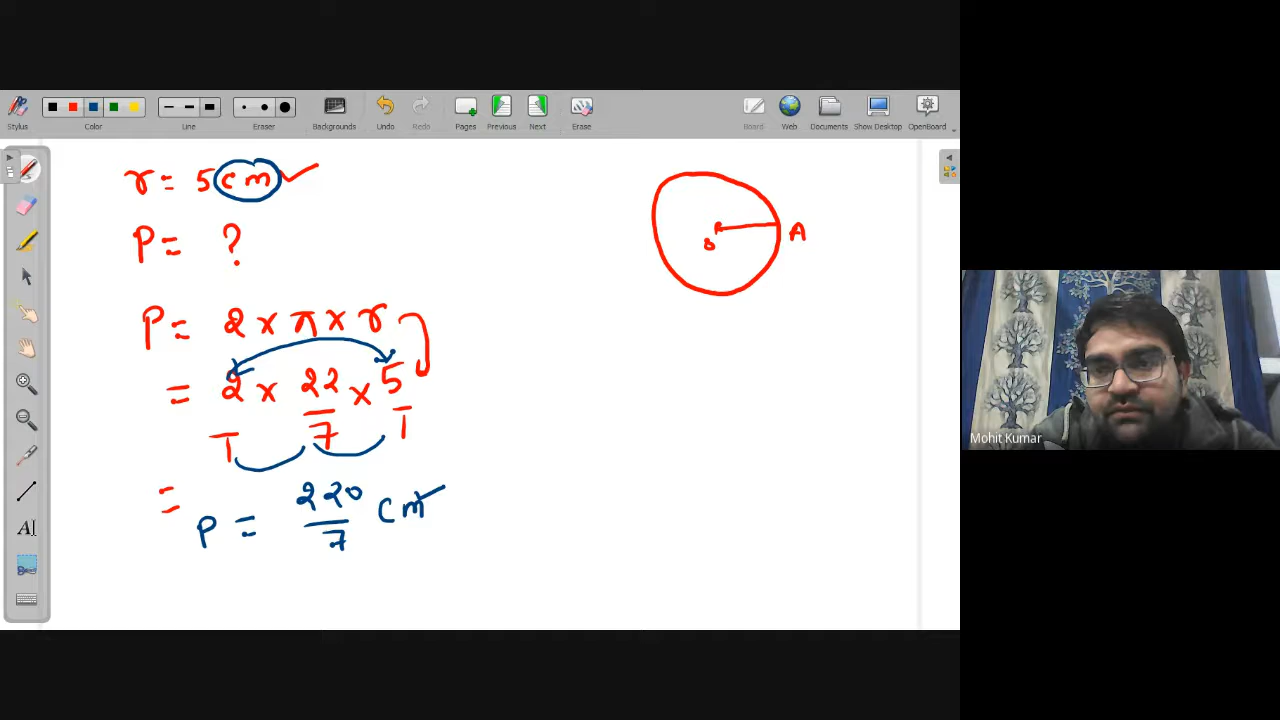 Stylus Color Line Eraser Backgrounds Undo Redo Pages Previous Next Erase Board Web Documents Show Desktop OpenBoard
r = 5 cm ✓
P = ?
P = 2 × π × r
= 2/1 × 22/7 × 5/1
=
P = 220/7 cm
O A
Mohit Kumar